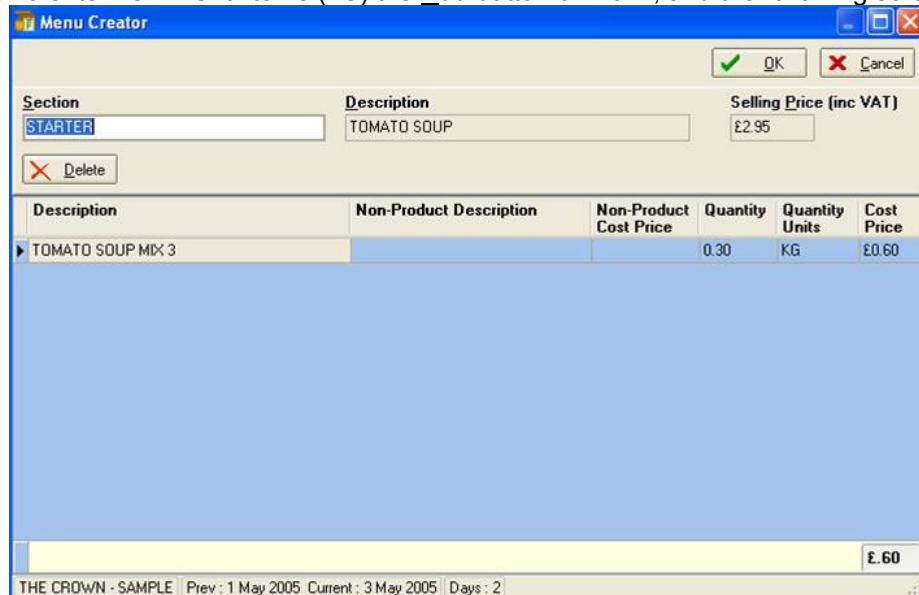 Menu Creator
OK Cancel
Section Description Selling Price (inc VAT)
STARTER TOMATO SOUP £2.95
Delete
Description Non-Product Description Non-Product Cost Price Quantity Quantity Units Cost Price
TOMATO SOUP MIX 3 0.30 KG £0.60
£.60
THE CROWN - SAMPLE Prev : 1 May 2005 Current : 3 May 2005 Days : 2